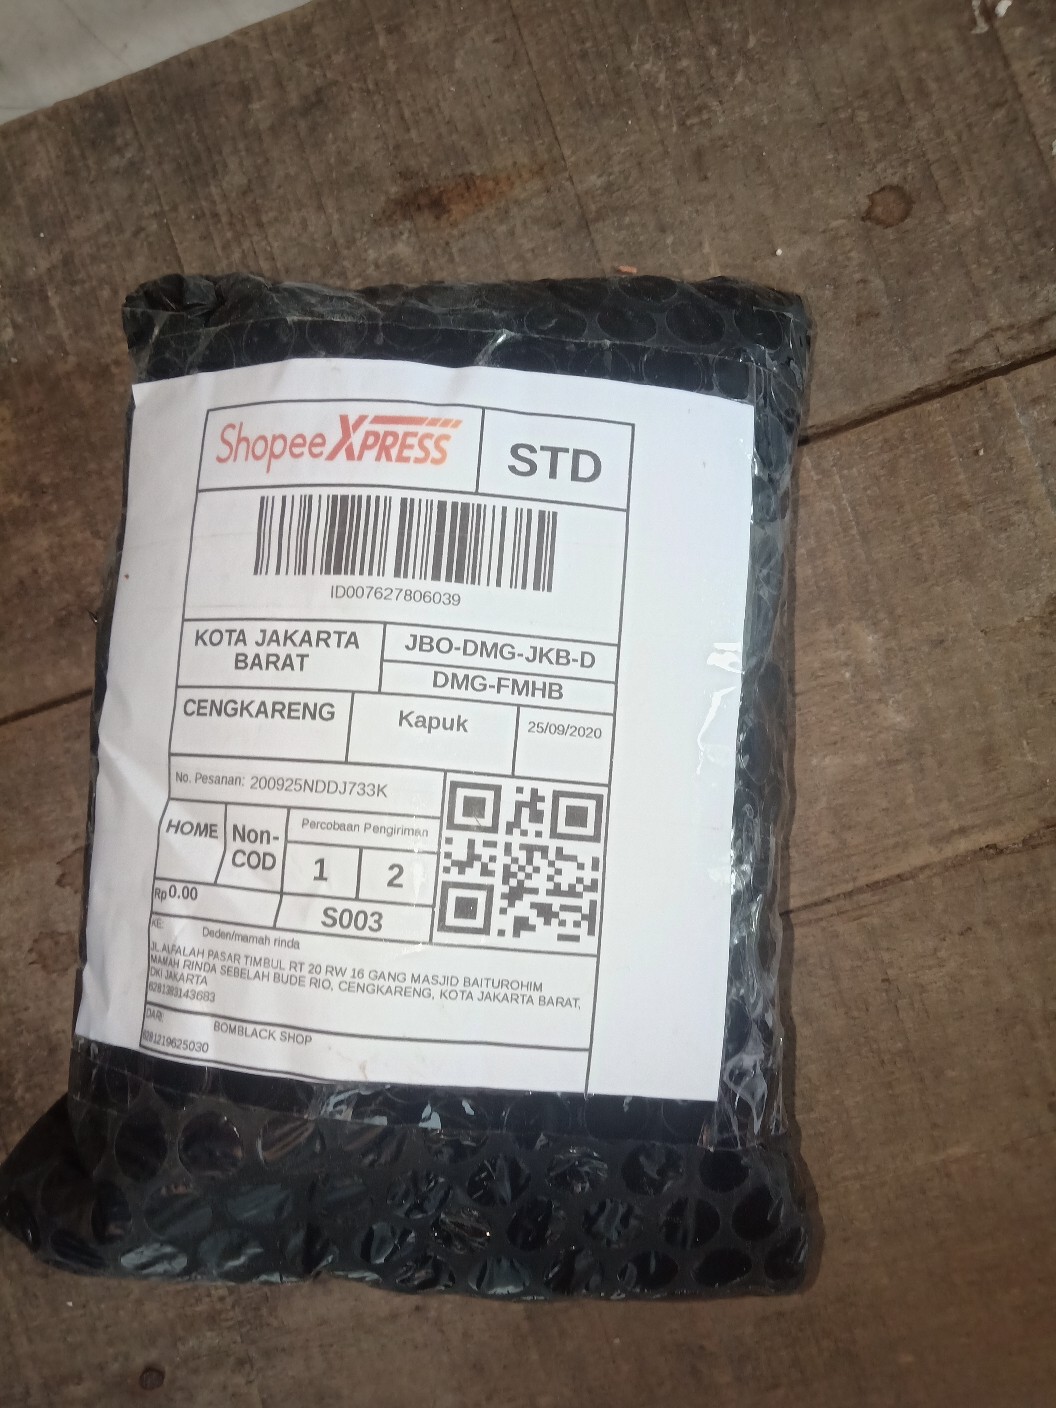 ShopeeXPRESS
STD
ID007627806039
KOTA JAKARTA
BARAT
JBO-DMG-JKB-D
DMG-FMHB
CENGKARENG
Kapuk
25/09/2020
No. Pesanan: 200925NDDJ733K
HOME
Non-
COD
Percobaan Pengiriman
1
2
Rp0.00
S003
KE:
Deden/mamah rinda
JL.ALFALAH PASAR TIMBUL RT 20 RW 16 GANG MASJID BAITUROHIM
MAMAH RINDA SEBELAH BUDE RIO, CENGKARENG, KOTA JAKARTA BARAT,
DKI JAKARTA
6281383143683
DARI:
BOMBLACK SHOP
6281219625030